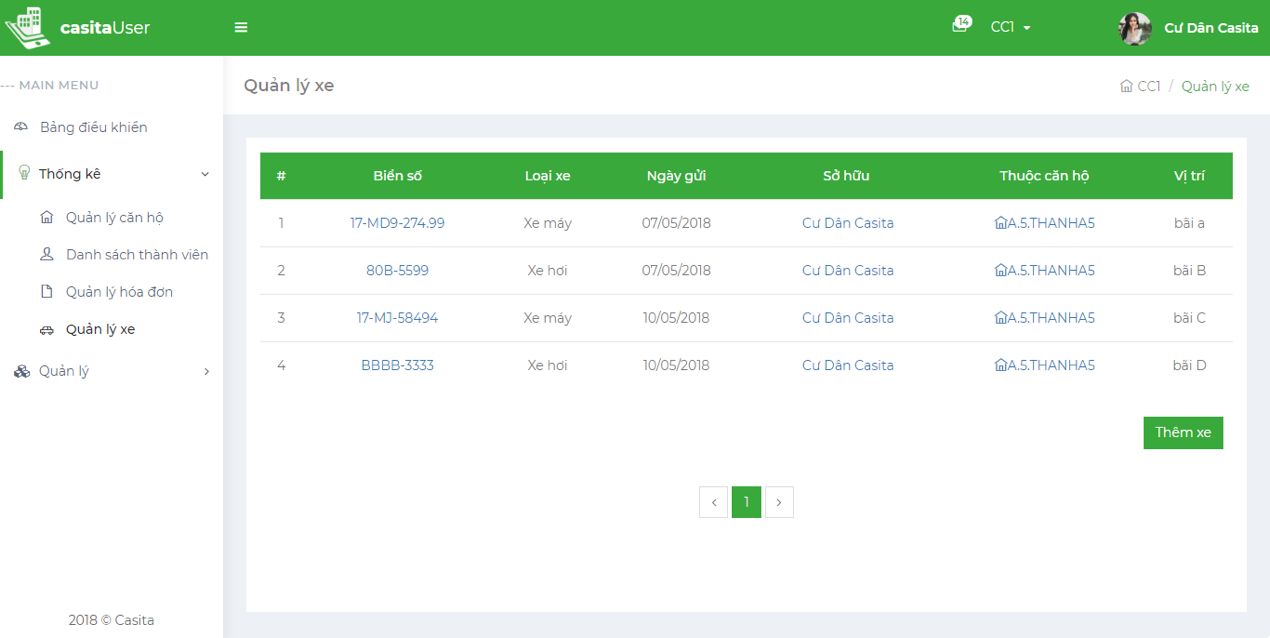 casitaUser
14
CC1
Cư Dân Casita
--- MAIN MENU
Bảng điều khiển
Thống kê
Quản lý căn hộ
Danh sách thành viên
Quản lý hóa đơn
Quản lý xe
Quản lý
2018 © Casita
Quản lý xe
CC1 / Quản lý xe
# Biển số Loại xe Ngày gửi Sở hữu Thuộc căn hộ Vị trí
1 17-MD9-274.99 Xe máy 07/05/2018 Cư Dân Casita A.5.THANHA5 bãi a
2 80B-5599 Xe hơi 07/05/2018 Cư Dân Casita A.5.THANHA5 bãi B
3 17-MJ-58494 Xe máy 10/05/2018 Cư Dân Casita A.5.THANHA5 bãi C
4 BBBB-3333 Xe hơi 10/05/2018 Cư Dân Casita A.5.THANHA5 bãi D
Thêm xe
‹ 1 ›